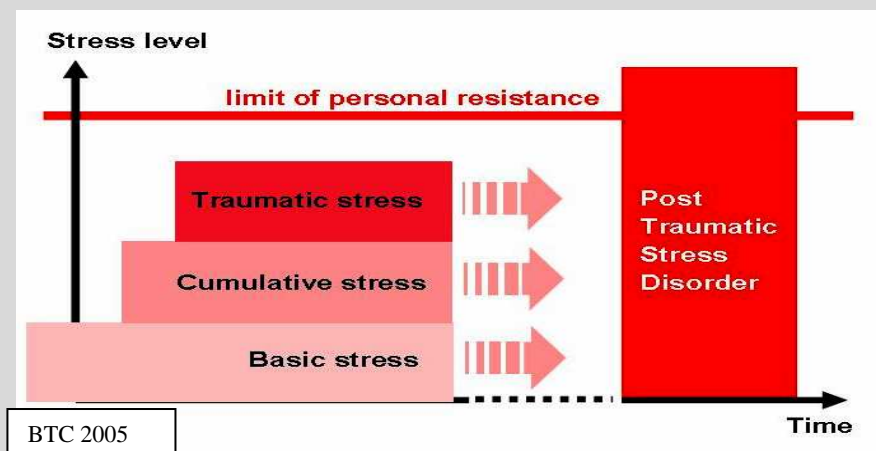 Stress level
limit of personal resistance
Traumatic stress
Cumulative stress
Basic stress
Post
Traumatic
Stress
Disorder
Time
BTC 2005